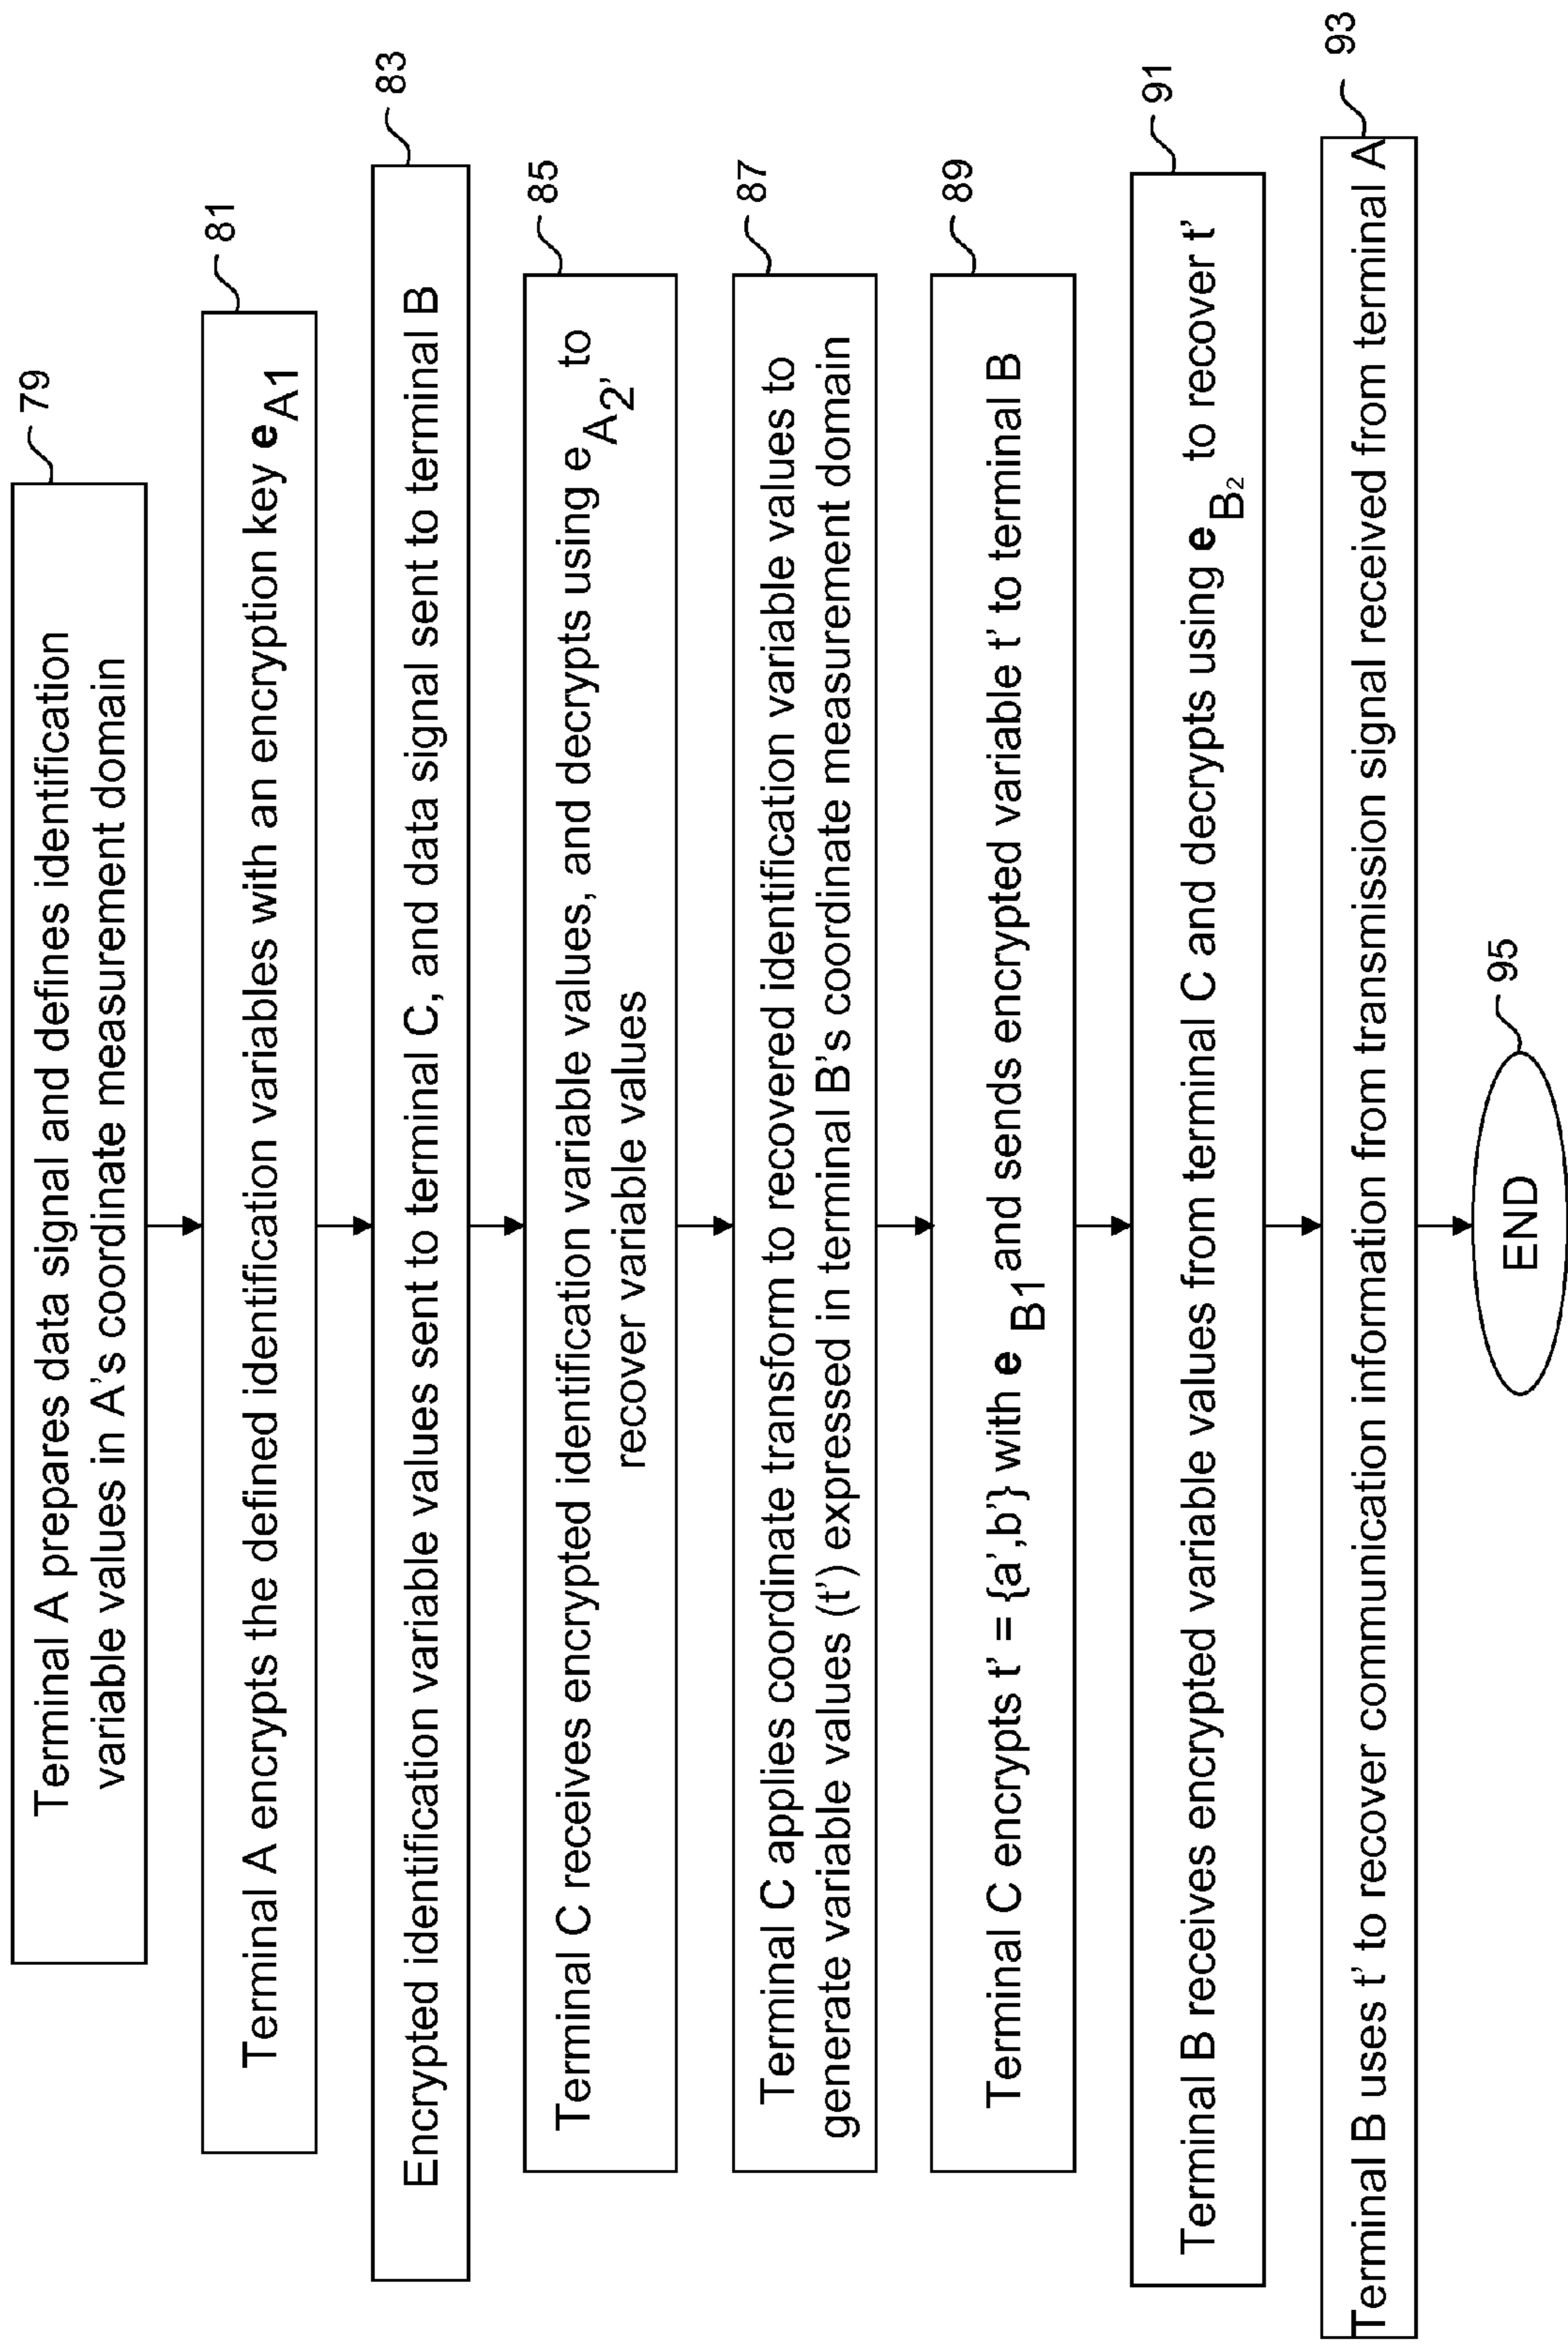 79
Terminal A prepares data signal and defines identification
variable values in A's coordinate measurement domain
81
Terminal A encrypts the defined identification variables with an encryption key e A1
83
Encrypted identification variable values sent to terminal C, and data signal sent to terminal B
85
Terminal C receives encrypted identification variable values, and decrypts using e A2' to
recover variable values
87
Terminal C applies coordinate transform to recovered identification variable values to
generate variable values (t') expressed in terminal B's coordinate measurement domain
89
Terminal C encrypts t' = {a',b'} with e B1 and sends encrypted variable t' to terminal B
91
Terminal B receives encrypted variable values from terminal C and decrypts using e B2 to recover t'
93
Terminal B uses t' to recover communication information from transmission signal received from terminal A
95
END